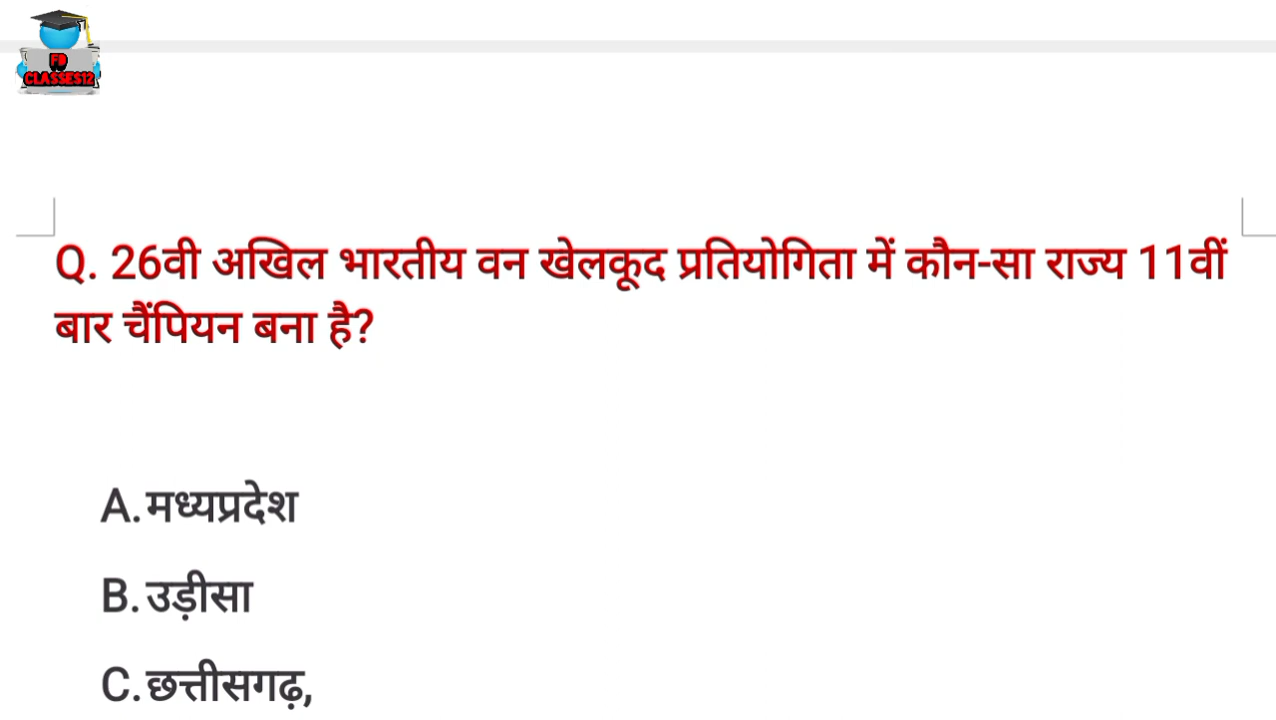 FD
CLASSES12
Q. 26वी अखिल भारतीय वन खेलकूद प्रतियोगिता में कौन-सा राज्य 11वीं
बार चैंपियन बना है?
A. मध्यप्रदेश
B. उड़ीसा
C. छत्तीसगढ़,